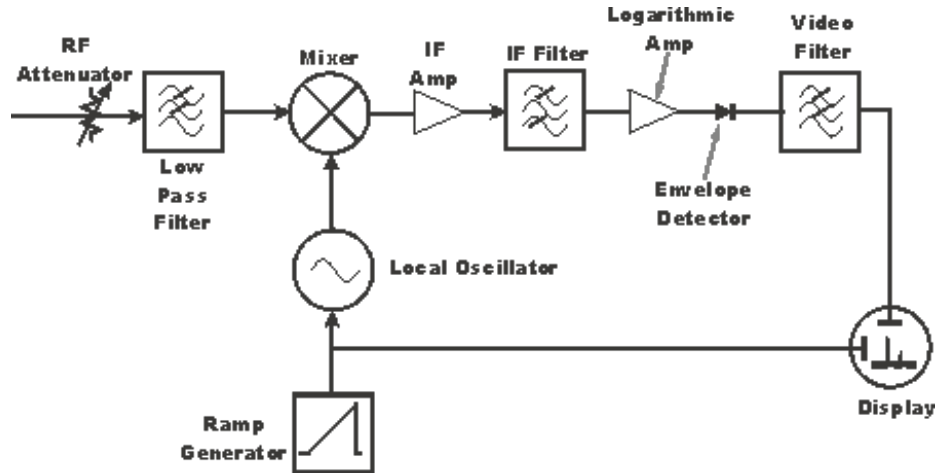 RF
Attenuator
Low
Pass
Filter
Mixer
IF
Amp
IF Filter
Logarithmic
Amp
Envelope
Detector
Video
Filter
Local Oscillator
Ramp
Generator
Display